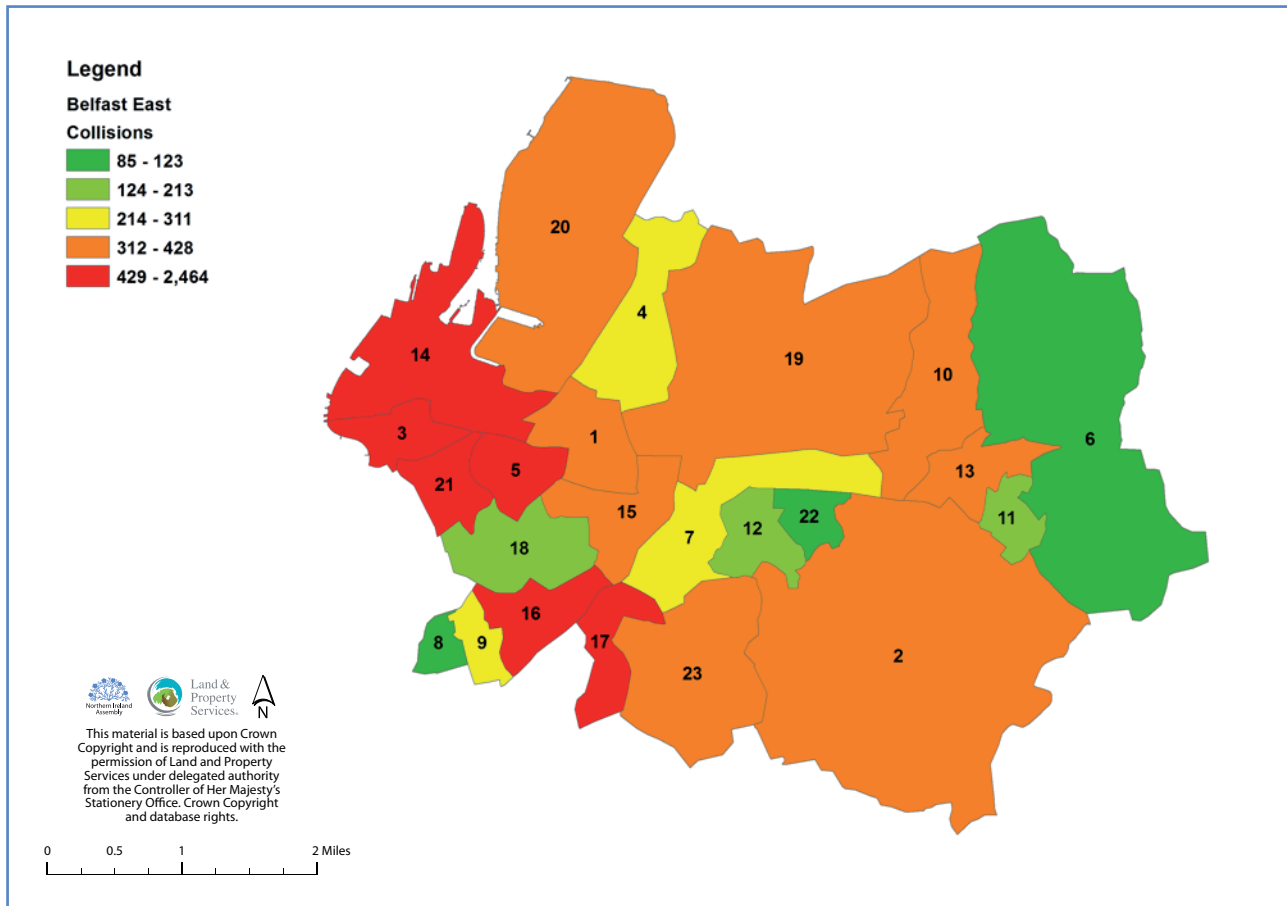 Legend
Belfast East
Collisions
85 - 123
124 - 213
214 - 311
312 - 428
429 - 2,464
20
4
14
19
10
3
1
6
5
13
21
15
11
18
7
12
22
16
8
9
17
2
23
Northern Ireland
Assembly
Land &
Property
Services.
N
This material is based upon Crown
Copyright and is reproduced with the
permission of Land and Property
Services under delegated authority
from the Controller of Her Majesty's
Stationery Office. Crown Copyright
and database rights.
0 0.5 1 2 Miles